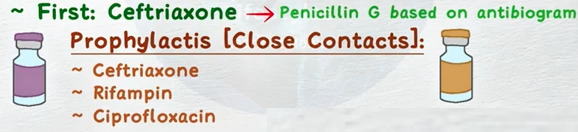 ~ First: Ceftriaxone → Penicillin G based on antibiogram
Prophylactis [Close Contacts]:
~ Ceftriaxone
~ Rifampin
~ Ciprofloxacin